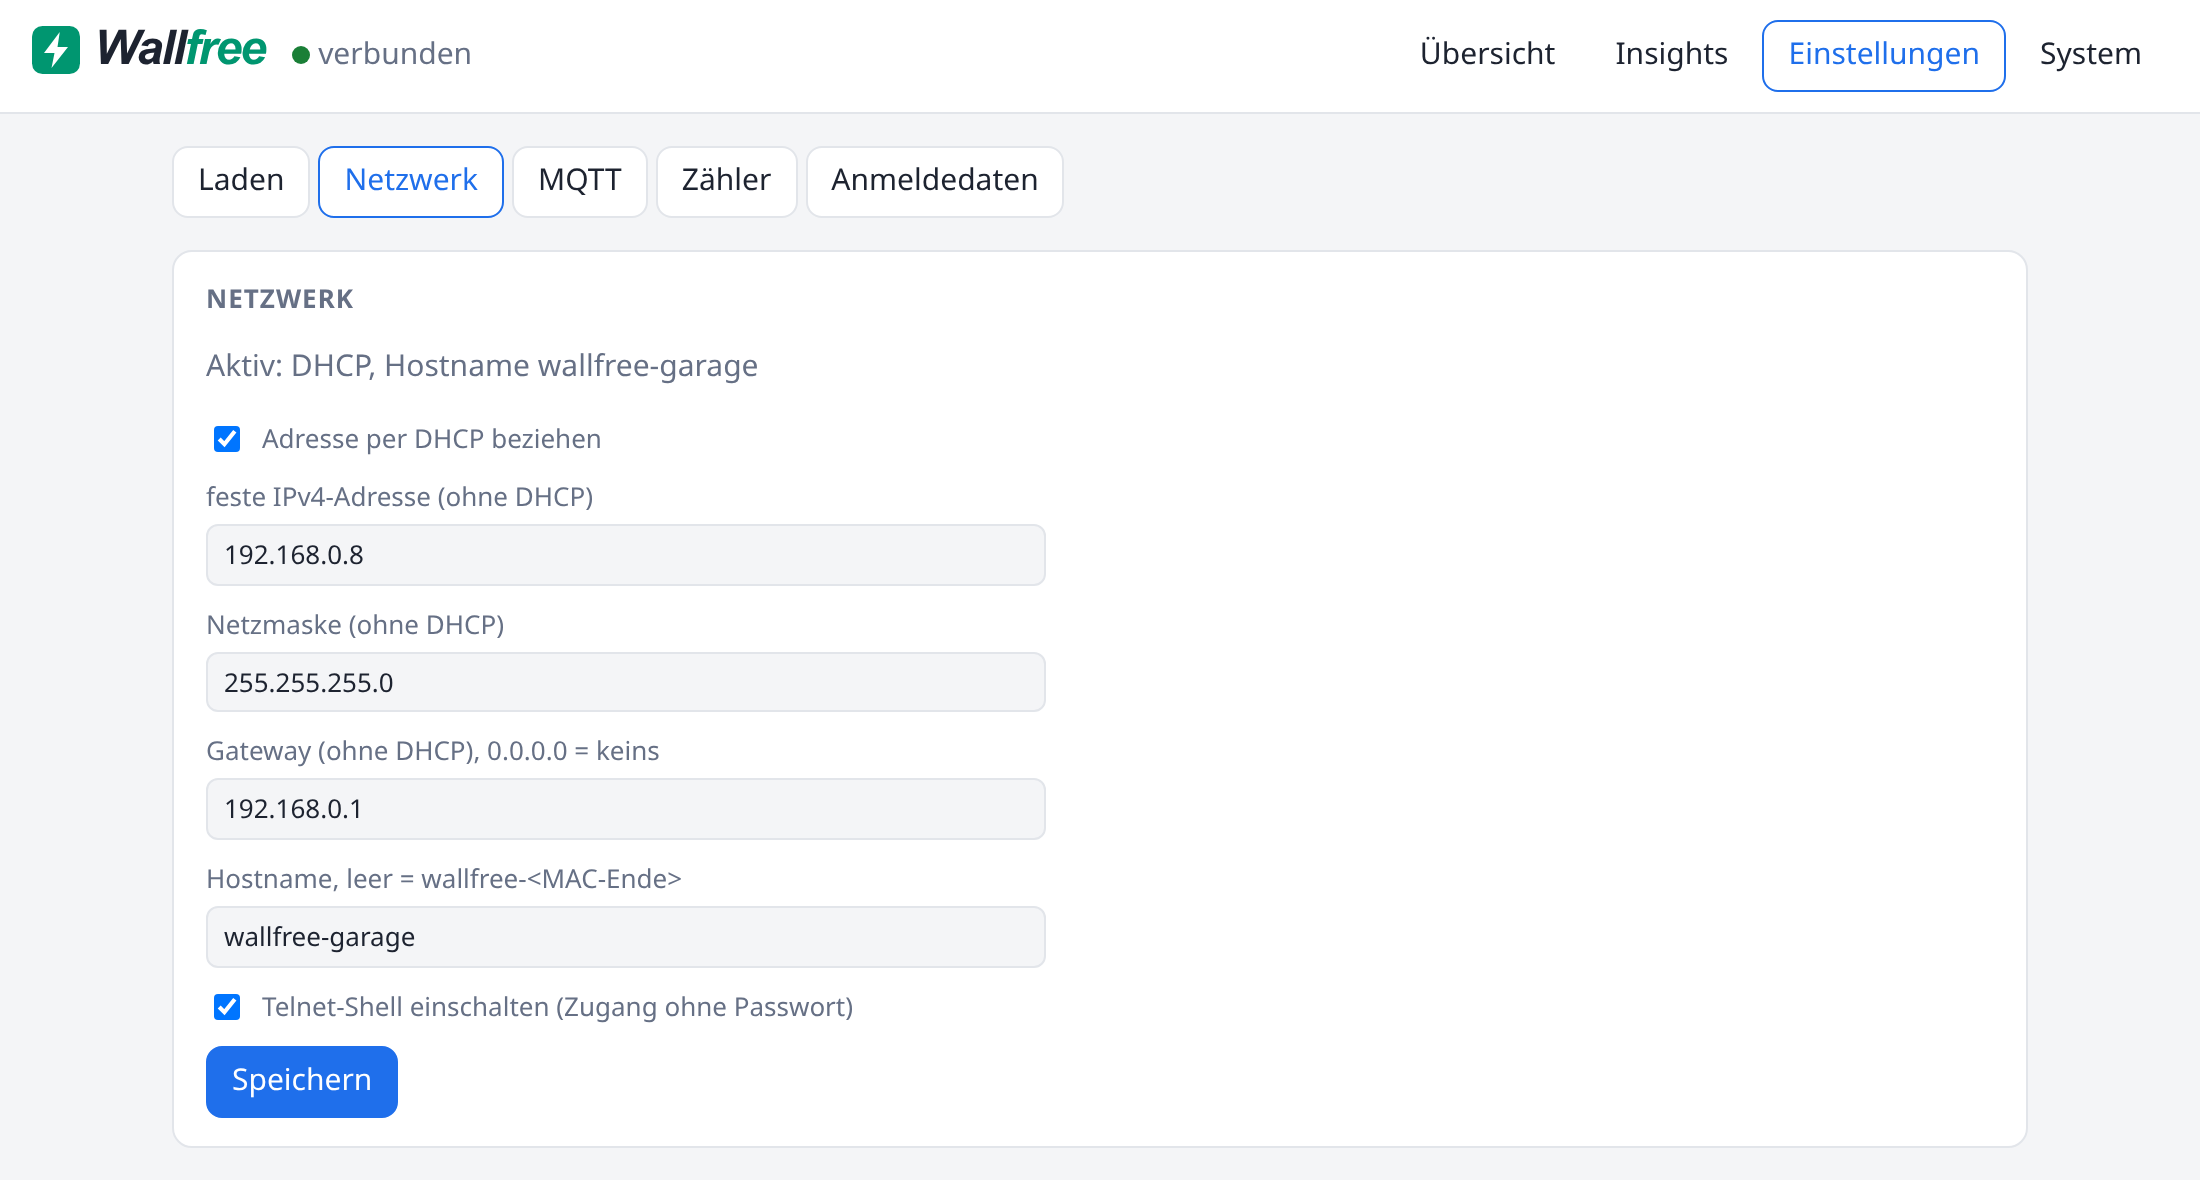 Wallfree
verbunden
Übersicht
Insights
Einstellungen
System
Laden
Netzwerk
MQTT
Zähler
Anmeldedaten
NETZWERK
Aktiv: DHCP, Hostname wallfree-garage
Adresse per DHCP beziehen
feste IPv4-Adresse (ohne DHCP)
192.168.0.8
Netzmaske (ohne DHCP)
255.255.255.0
Gateway (ohne DHCP), 0.0.0.0 = keins
192.168.0.1
Hostname, leer = wallfree-<MAC-Ende>
wallfree-garage
Telnet-Shell einschalten (Zugang ohne Passwort)
Speichern